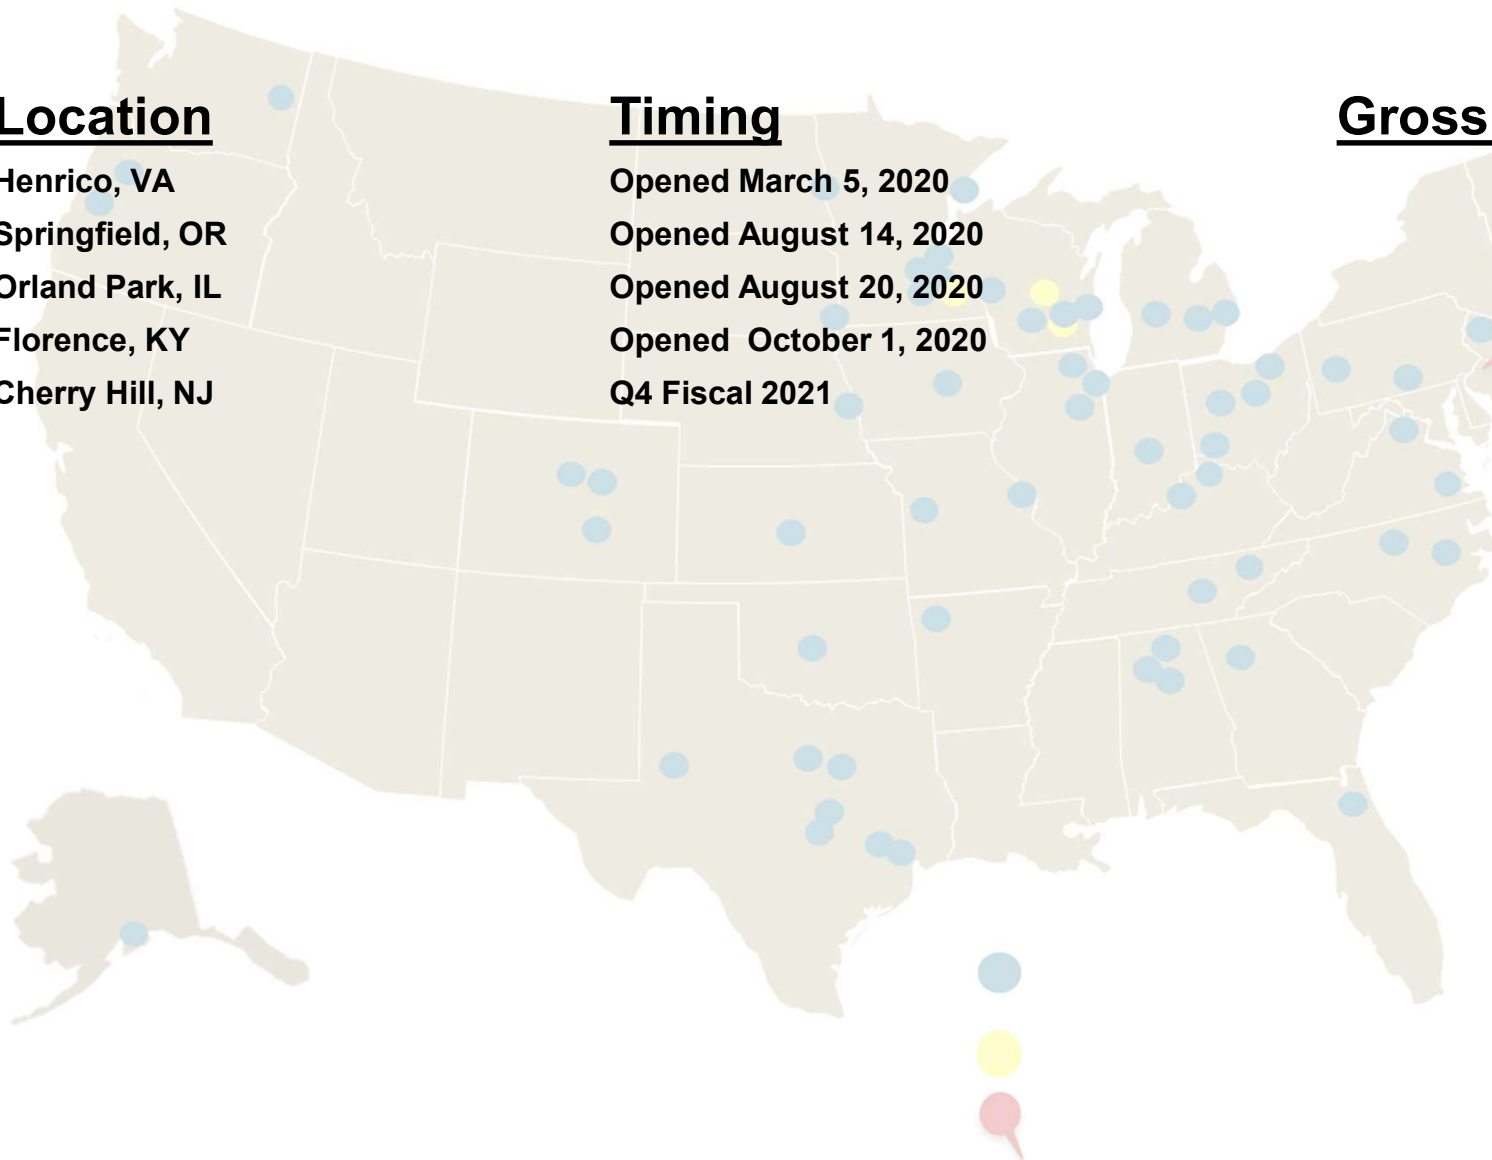 Location Timing Gross
Henrico, VA Opened March 5, 2020
Springfield, OR Opened August 14, 2020
Orland Park, IL Opened August 20, 2020
Florence, KY Opened  October 1, 2020
Cherry Hill, NJ Q4 Fiscal 2021